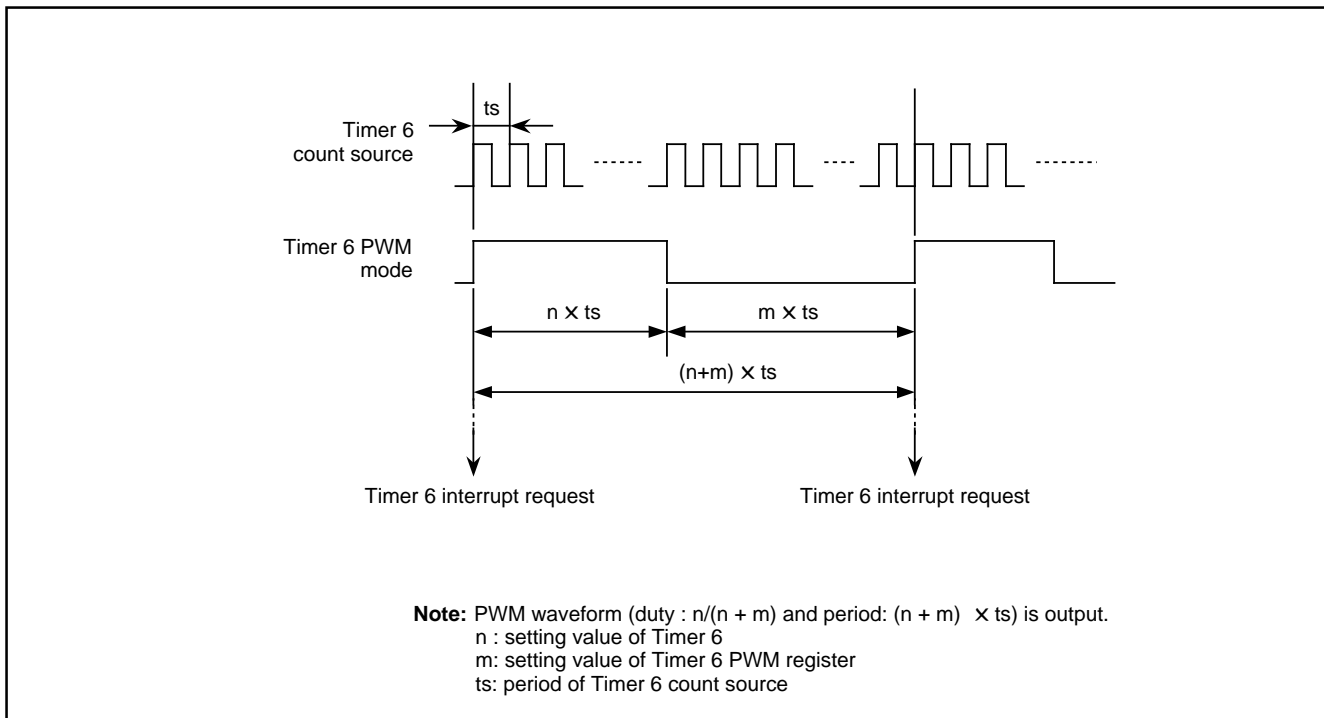 ts
Timer 6
count source
Timer 6 PWM
mode
n × ts
m × ts
(n+m) × ts
Timer 6 interrupt request
Timer 6 interrupt request
Note: PWM waveform (duty : n/(n + m) and period: (n + m) × ts) is output.
n : setting value of Timer 6
m: setting value of Timer 6 PWM register
ts: period of Timer 6 count source